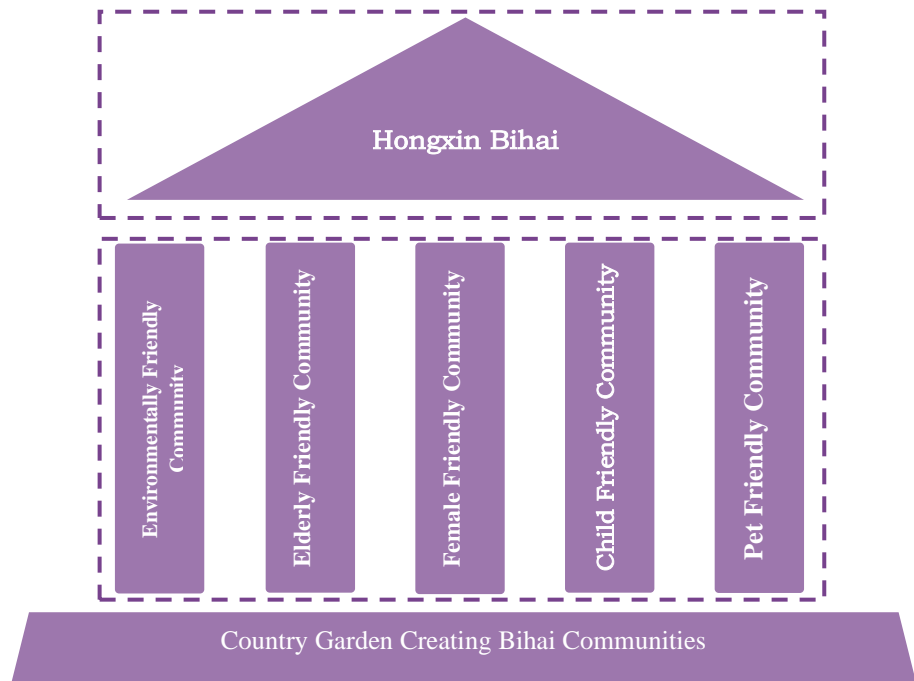 Hongxin Bihai
Environmentally Friendly
Community
Elderly Friendly Community
Female Friendly Community
Child Friendly Community
Pet Friendly Community
Country Garden Creating Bihai Communities